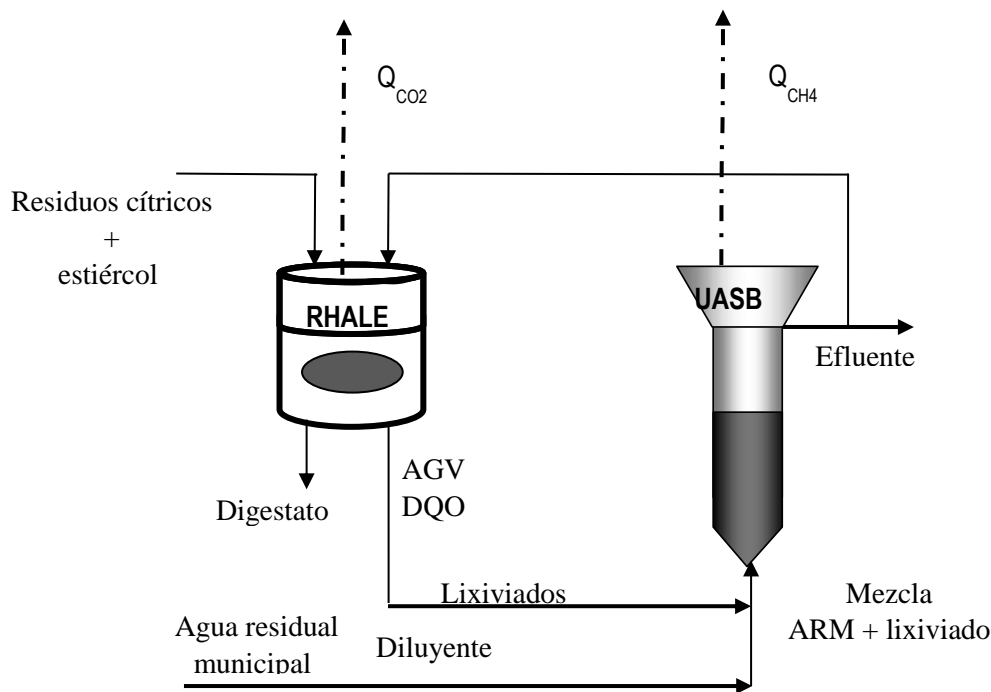 Q CO2
Q CH4
Residuos cítricos
+
estiércol
RHALE
UASB
Efluente
AGV
DQO
Digestato
Lixiviados
Mezcla
ARM + lixiviado
Agua residual
municipal
Diluyente